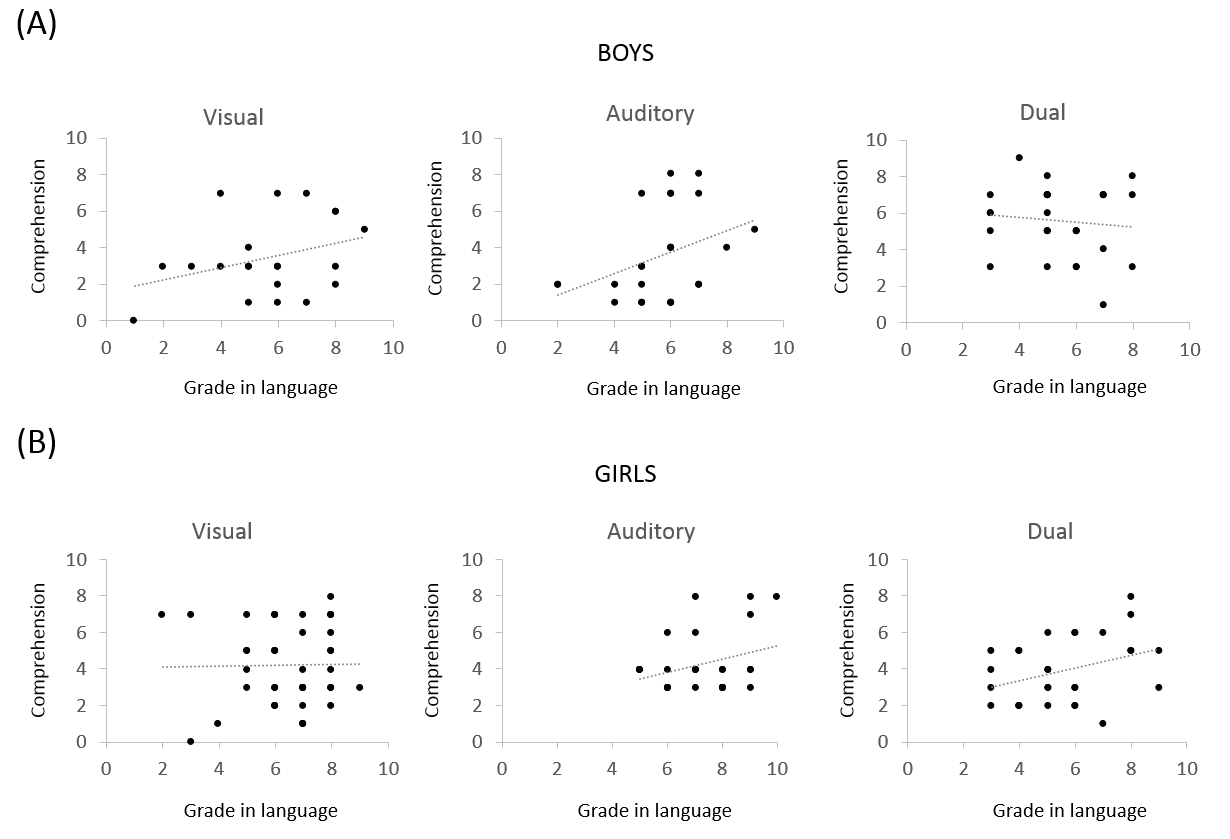 (A)
BOYS
Visual
Auditory
Dual
Comprehension
10
8
6
4
2
0
0 2 4 6 8 10
Grade in language
Comprehension
10
8
6
4
2
0
0 2 4 6 8 10
Grade in language
Comprehension
10
8
6
4
2
0
0 2 4 6 8 10
Grade in language
(B)
GIRLS
Visual
Auditory
Dual
Comprehension
10
8
6
4
2
0
0 2 4 6 8 10
Grade in language
Comprehension
10
8
6
4
2
0
0 2 4 6 8 10
Grade in language
Comprehension
10
8
6
4
2
0
0 2 4 6 8 10
Grade in language